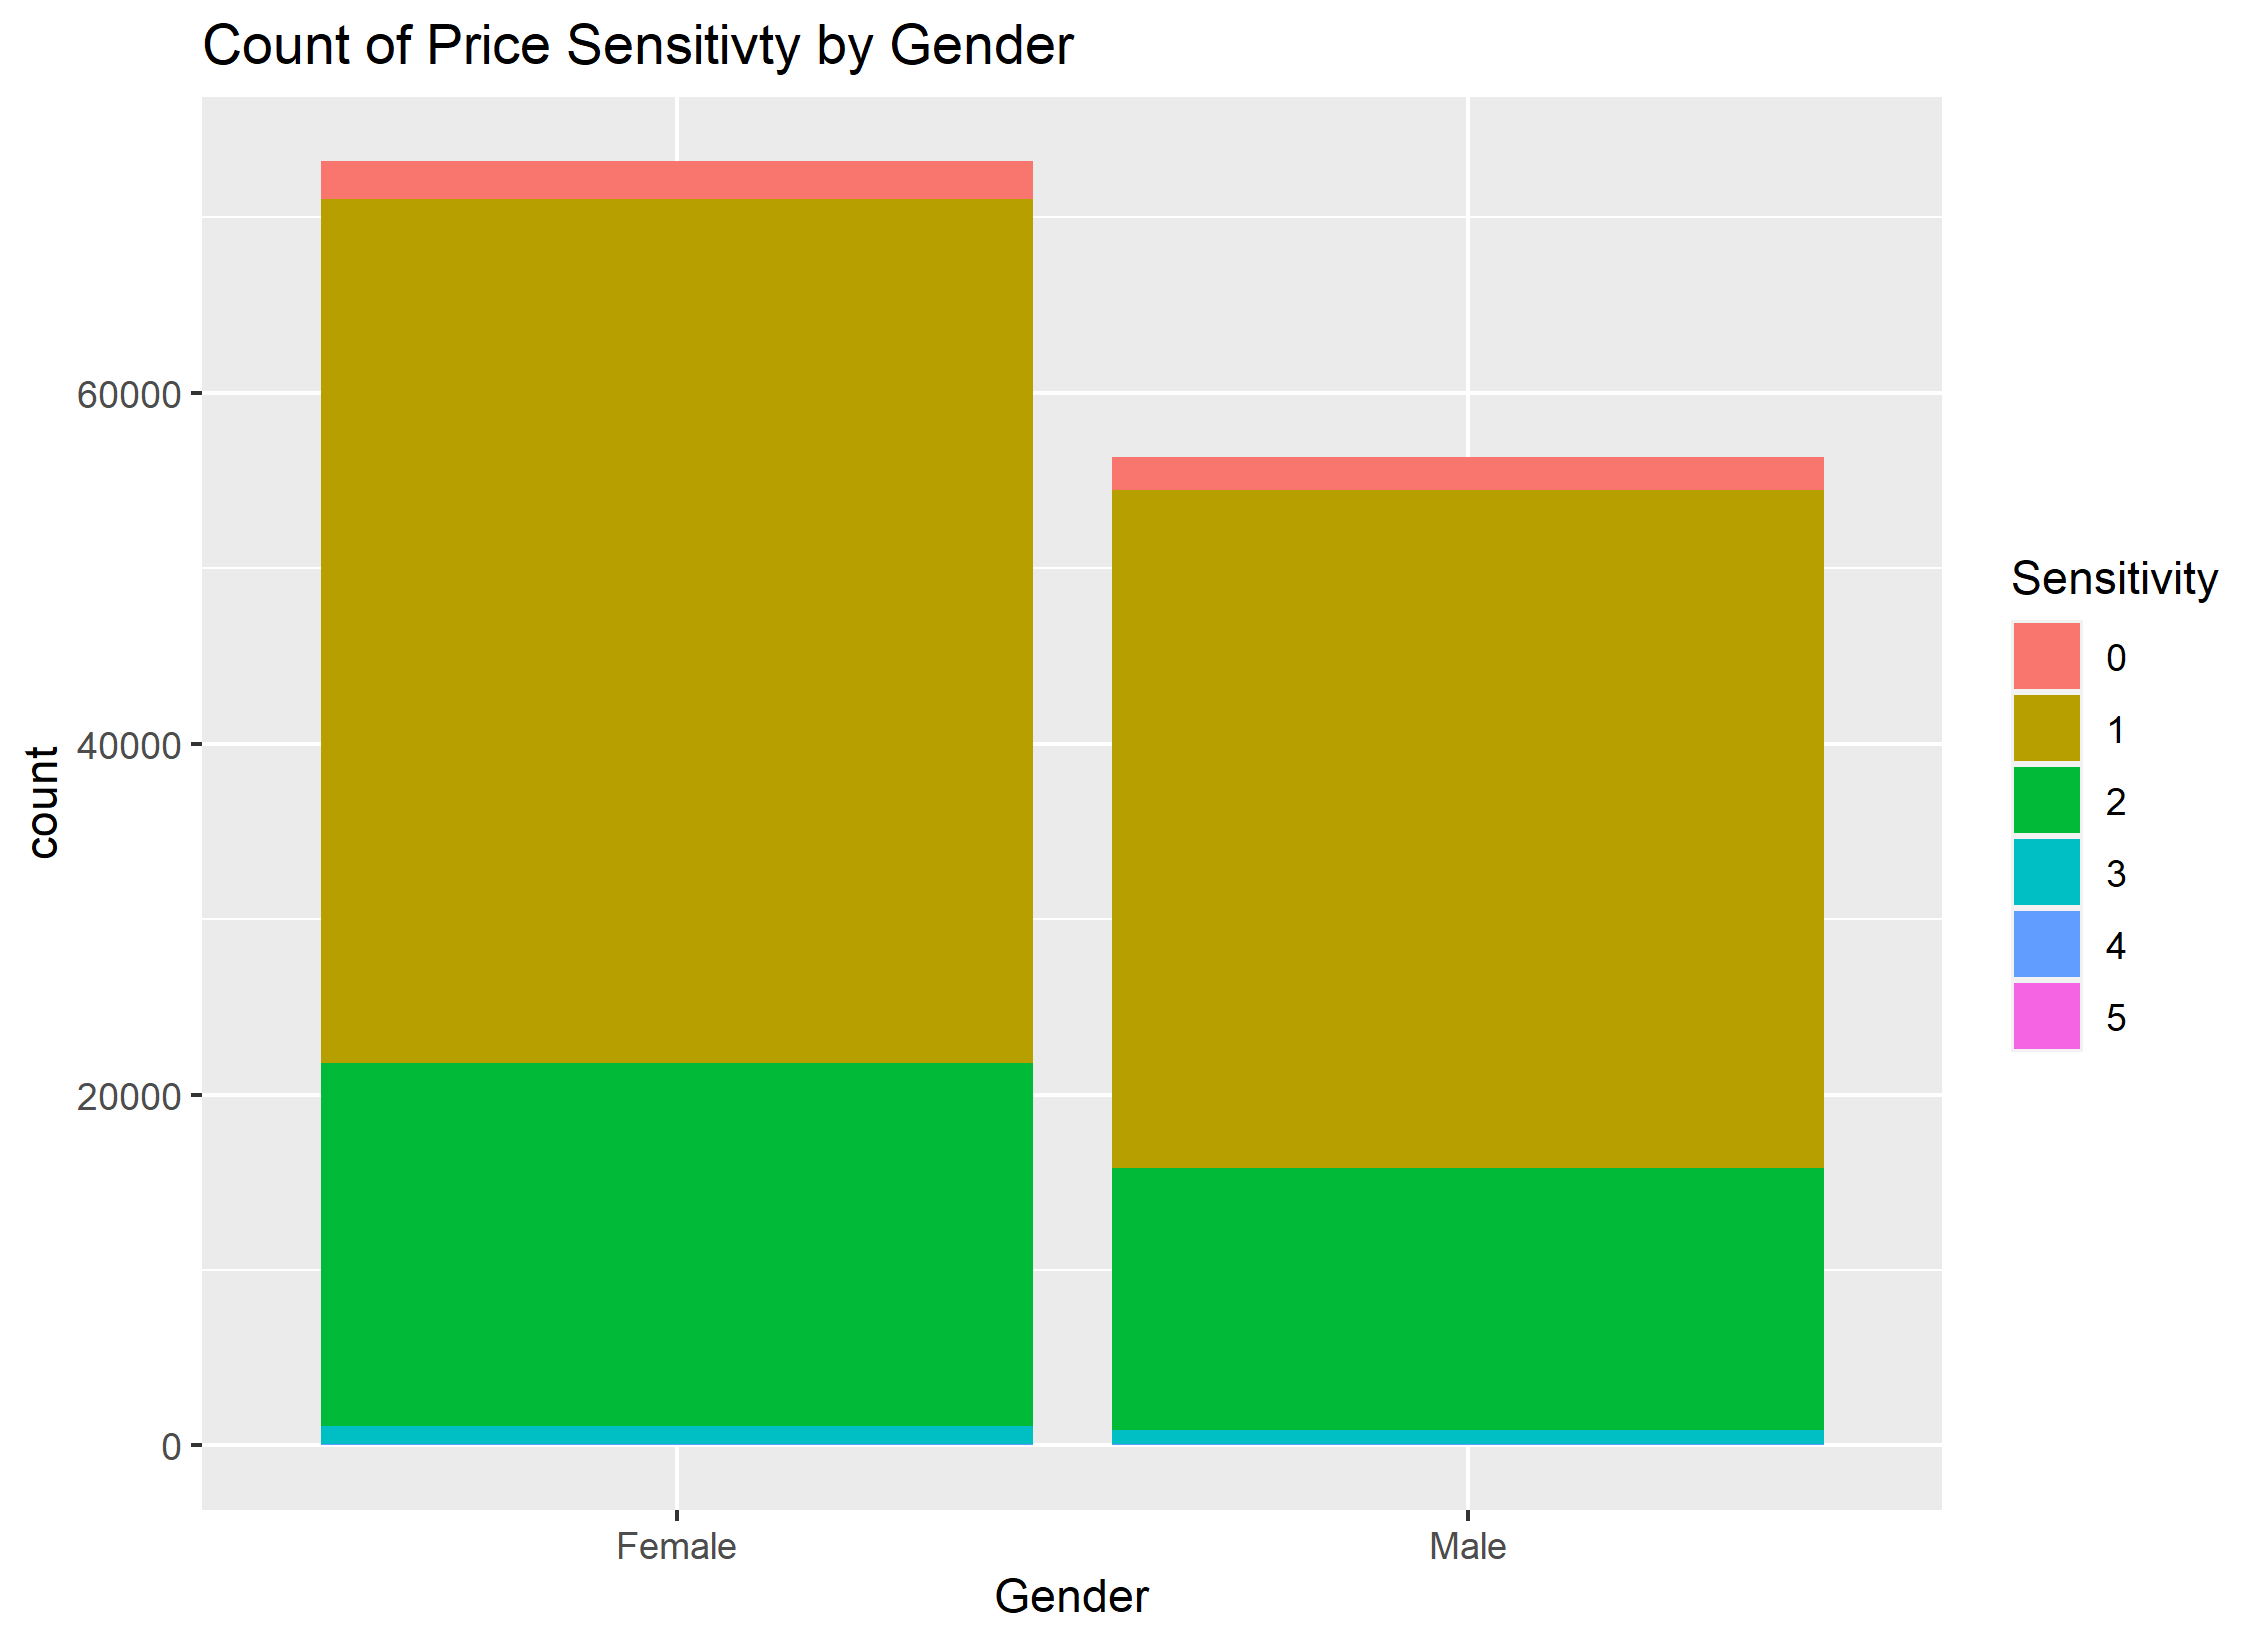 Count of Price Sensitivty by Gender
count
60000
40000
20000
0
Female
Male
Gender
Sensitivity
0
1
2
3
4
5